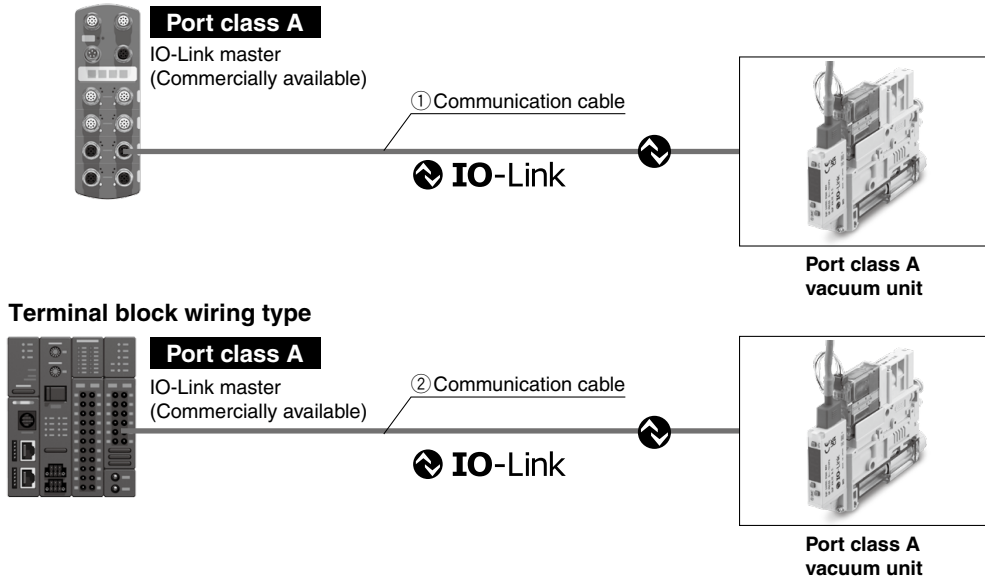 Port class A
IO-Link master
(Commercially available)
①Communication cable
IO-Link
Port class A
vacuum unit
Terminal block wiring type
Port class A
IO-Link master
(Commercially available)
②Communication cable
IO-Link
Port class A
vacuum unit